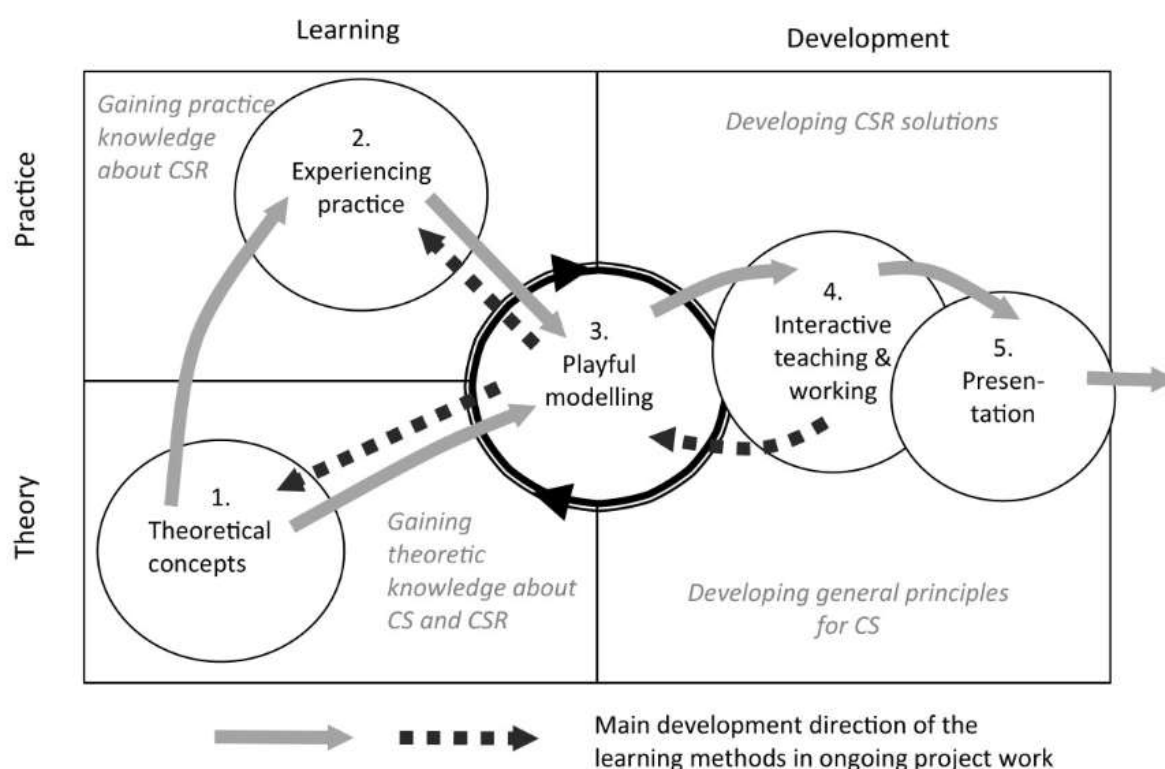 Learning
Development
Practice
Theory
Gaining practice
knowledge
about CSR
2.
Experiencing
practice
Developing CSR solutions
3.
Playful
modelling
4.
Interactive
teaching &
working
5.
Presen-
tation
1.
Theoretical
concepts
Gaining
theoretic
knowledge about
CS and CSR
Developing general principles
for CS
Main development direction of the
learning methods in ongoing project work